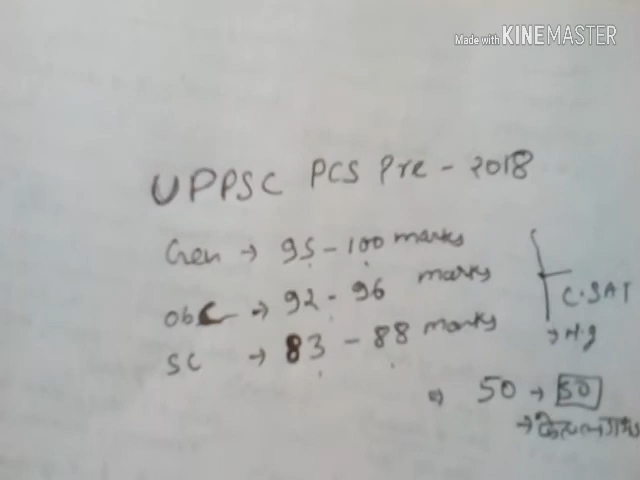 Made with KINEMASTER
UPPSC PCS Pre - 2018
Gen → 95 - 100 marks
obc → 92 - 96 marks
SC → 83 - 88 marks
C.SAT
⇒ 50 → 50